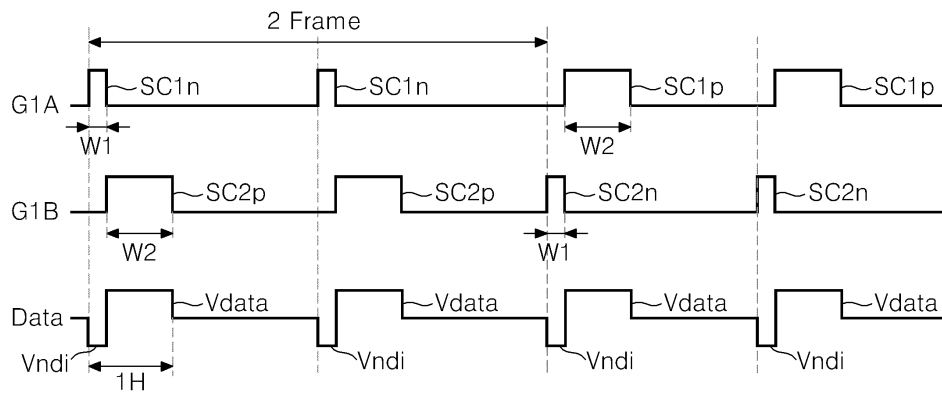 2 Frame
G1A SC1n SC1n SC1p SC1p
W1 W2
G1B SC2p SC2p SC2n SC2n
W2 W1
Data Vdata Vdata Vdata Vdata
Vndi Vndi Vndi Vndi
1H